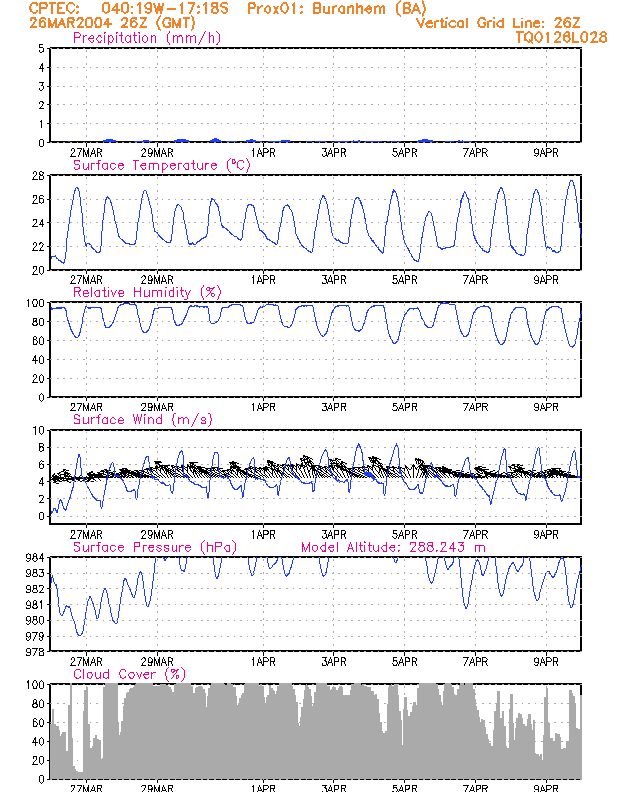 CPTEC: 040:19W-17:18S Prox01: Buranhem (BA)
26MAR2004 26Z (GMT) Vertical Grid Line: 26Z
Precipitation (mm/h) TQ0126L028
5
4
3
2
1
0
27MAR 29MAR 1APR 3APR 5APR 7APR 9APR
Surface Temperature (ºC)
28
26
24
22
20
27MAR 29MAR 1APR 3APR 5APR 7APR 9APR
Relative Humidity (%)
100
80
60
40
20
0
27MAR 29MAR 1APR 3APR 5APR 7APR 9APR
Surface Wind (m/s)
10
8
6
4
2
0
27MAR 29MAR 1APR 3APR 5APR 7APR 9APR
Surface Pressure (hPa) Model Altitude: 288.243 m
984
983
982
981
980
979
978
27MAR 29MAR 1APR 3APR 5APR 7APR 9APR
Cloud Cover (%)
100
80
60
40
20
0
27MAR 29MAR 1APR 3APR 5APR 7APR 9APR